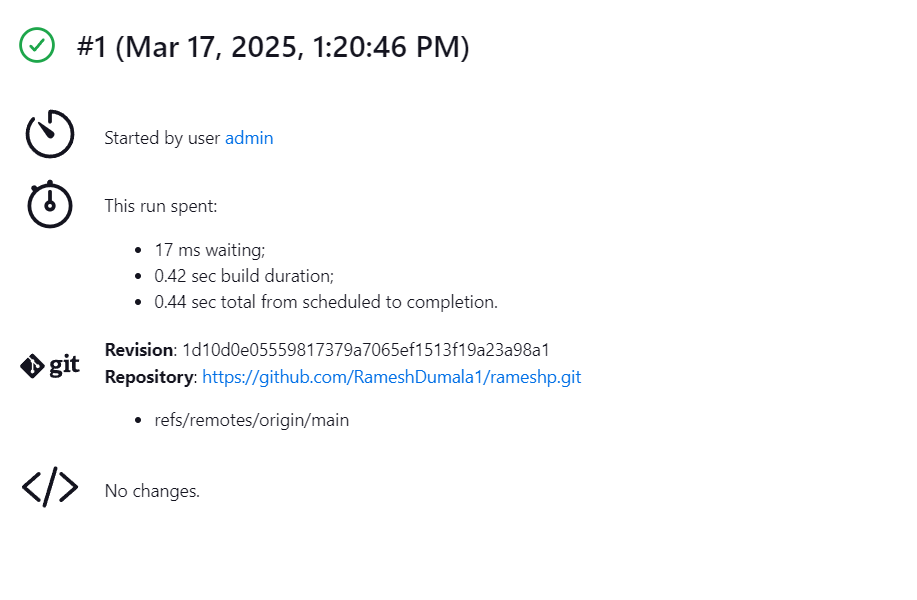 #1 (Mar 17, 2025, 1:20:46 PM)
Started by user admin
This run spent:
17 ms waiting;
0.42 sec build duration;
0.44 sec total from scheduled to completion.
git
Revision: 1d10d0e05559817379a7065ef1513f19a23a98a1
Repository: https://github.com/RameshDumala1/rameshp.git
refs/remotes/origin/main
No changes.